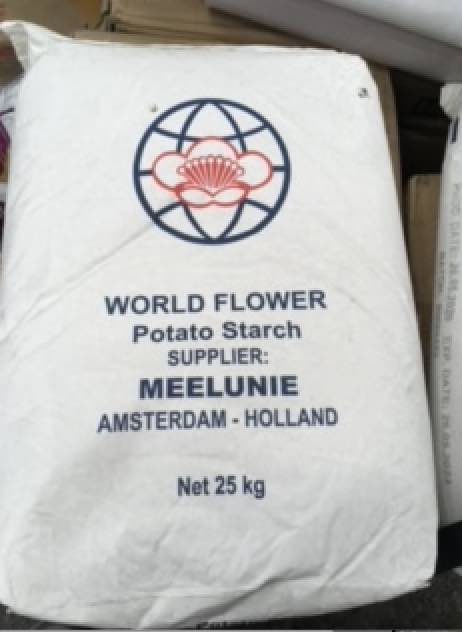 WORLD FLOWER
Potato Starch
SUPPLIER:
MEELUNIE
AMSTERDAM - HOLLAND
Net 25 kg